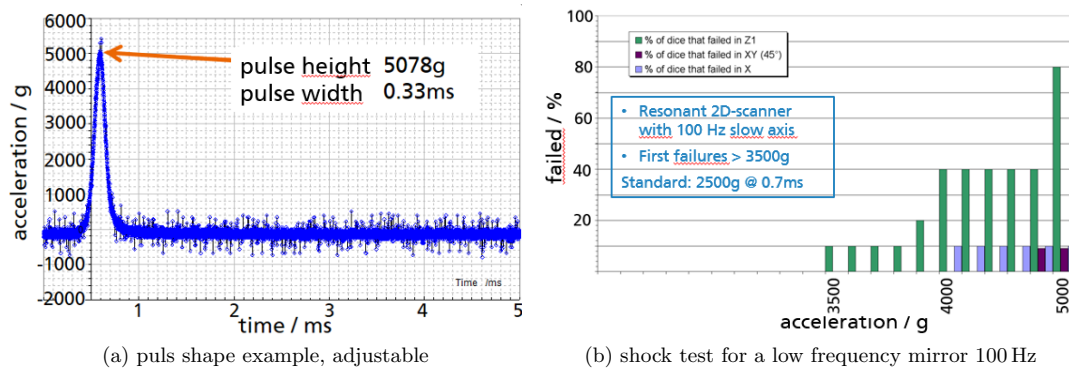 6000
5000
4000
3000
2000
1000
-1000
-2000
acceleration / g
pulse height 5078g
pulse width 0.33ms
Time /ms
1 2 3 4 5
time / ms
(a) puls shape example, adjustable
100
80
60
40
20
failed / %
% of dice that failed in Z1
% of dice that failed in XY (45°)
% of dice that failed in X
• Resonant 2D-scanner
with 100 Hz slow axis
• First failures > 3500g
Standard: 2500g @ 0.7ms
3500 4000 5000
acceleration / g
(b) shock test for a low frequency mirror 100 Hz